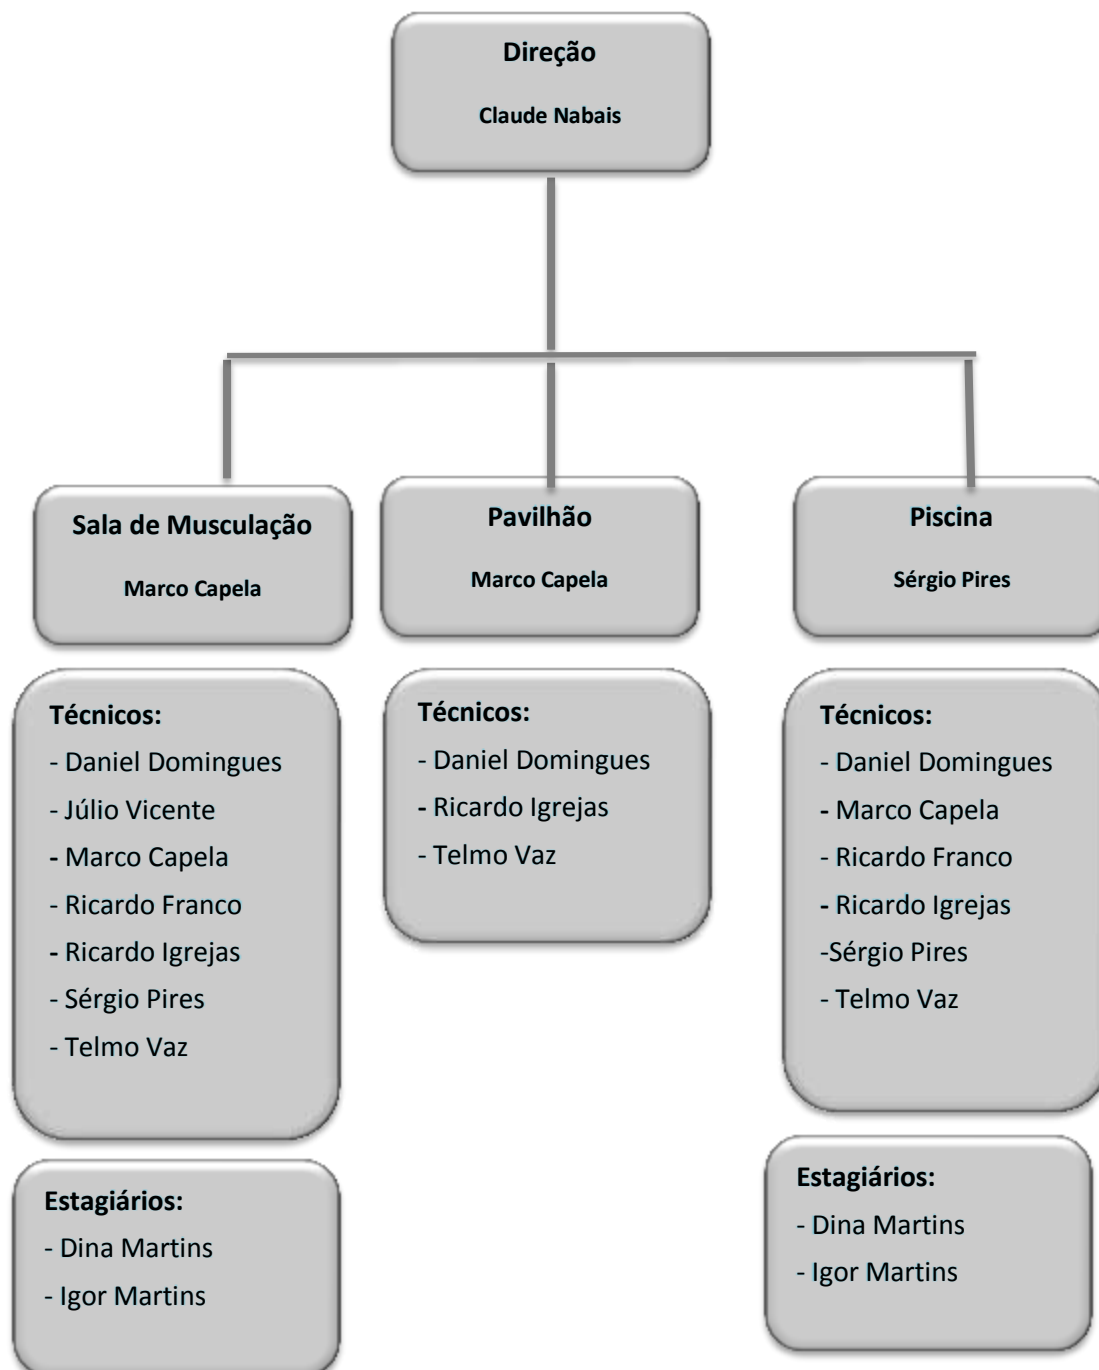 Direção
Claude Nabais
Sala de Musculação
Marco Capela
Pavilhão
Marco Capela
Piscina
Sérgio Pires
Técnicos:
- Daniel Domingues
- Júlio Vicente
- Marco Capela
- Ricardo Franco
- Ricardo Igrejas
- Sérgio Pires
- Telmo Vaz
Técnicos:
- Daniel Domingues
- Ricardo Igrejas
- Telmo Vaz
Técnicos:
- Daniel Domingues
- Marco Capela
- Ricardo Franco
- Ricardo Igrejas
-Sérgio Pires
- Telmo Vaz
Estagiários:
- Dina Martins
- Igor Martins
Estagiários:
- Dina Martins
- Igor Martins